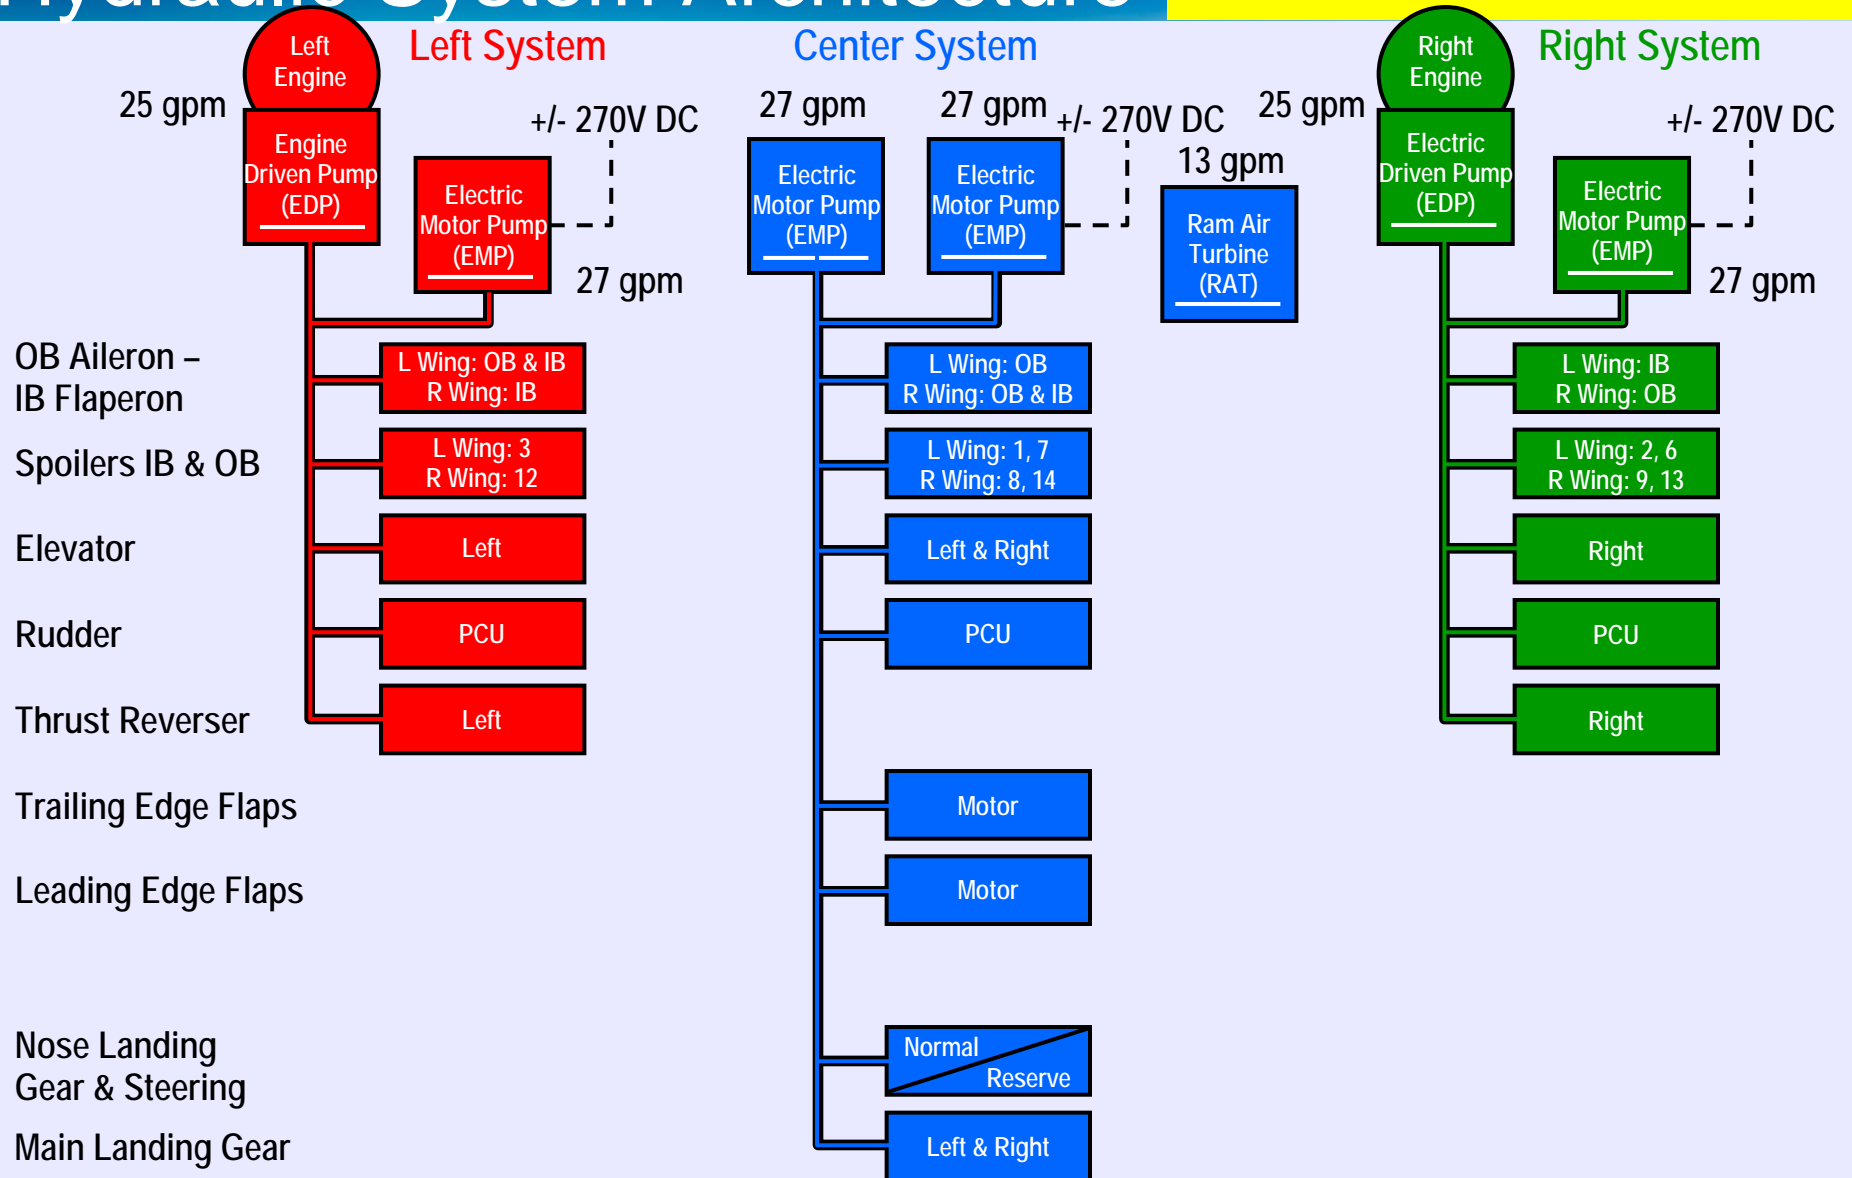 Hydraulic System Architecture
Left
Engine
Left System
Center System
Right
Engine
Right System
25 gpm
+/- 270V DC
27 gpm
27 gpm
+/- 270V DC
25 gpm
+/- 270V DC
Engine
Driven Pump
(EDP)
Electric
Motor Pump
(EMP)
27 gpm
Electric
Motor Pump
(EMP)
Electric
Motor Pump
(EMP)
13 gpm
Ram Air
Turbine
(RAT)
Electric
Driven Pump
(EDP)
Electric
Motor Pump
(EMP)
27 gpm
OB Aileron –
IB Flaperon
L Wing: OB & IB
R Wing: IB
L Wing: OB
R Wing: OB & IB
L Wing: IB
R Wing: OB
Spoilers IB & OB
L Wing: 3
R Wing: 12
L Wing: 1, 7
R Wing: 8, 14
L Wing: 2, 6
R Wing: 9, 13
Elevator
Left
Left & Right
Right
Rudder
PCU
PCU
PCU
Thrust Reverser
Left
Right
Trailing Edge Flaps
Motor
Leading Edge Flaps
Motor
Nose Landing
Gear & Steering
Normal
Reserve
Main Landing Gear
Left & Right